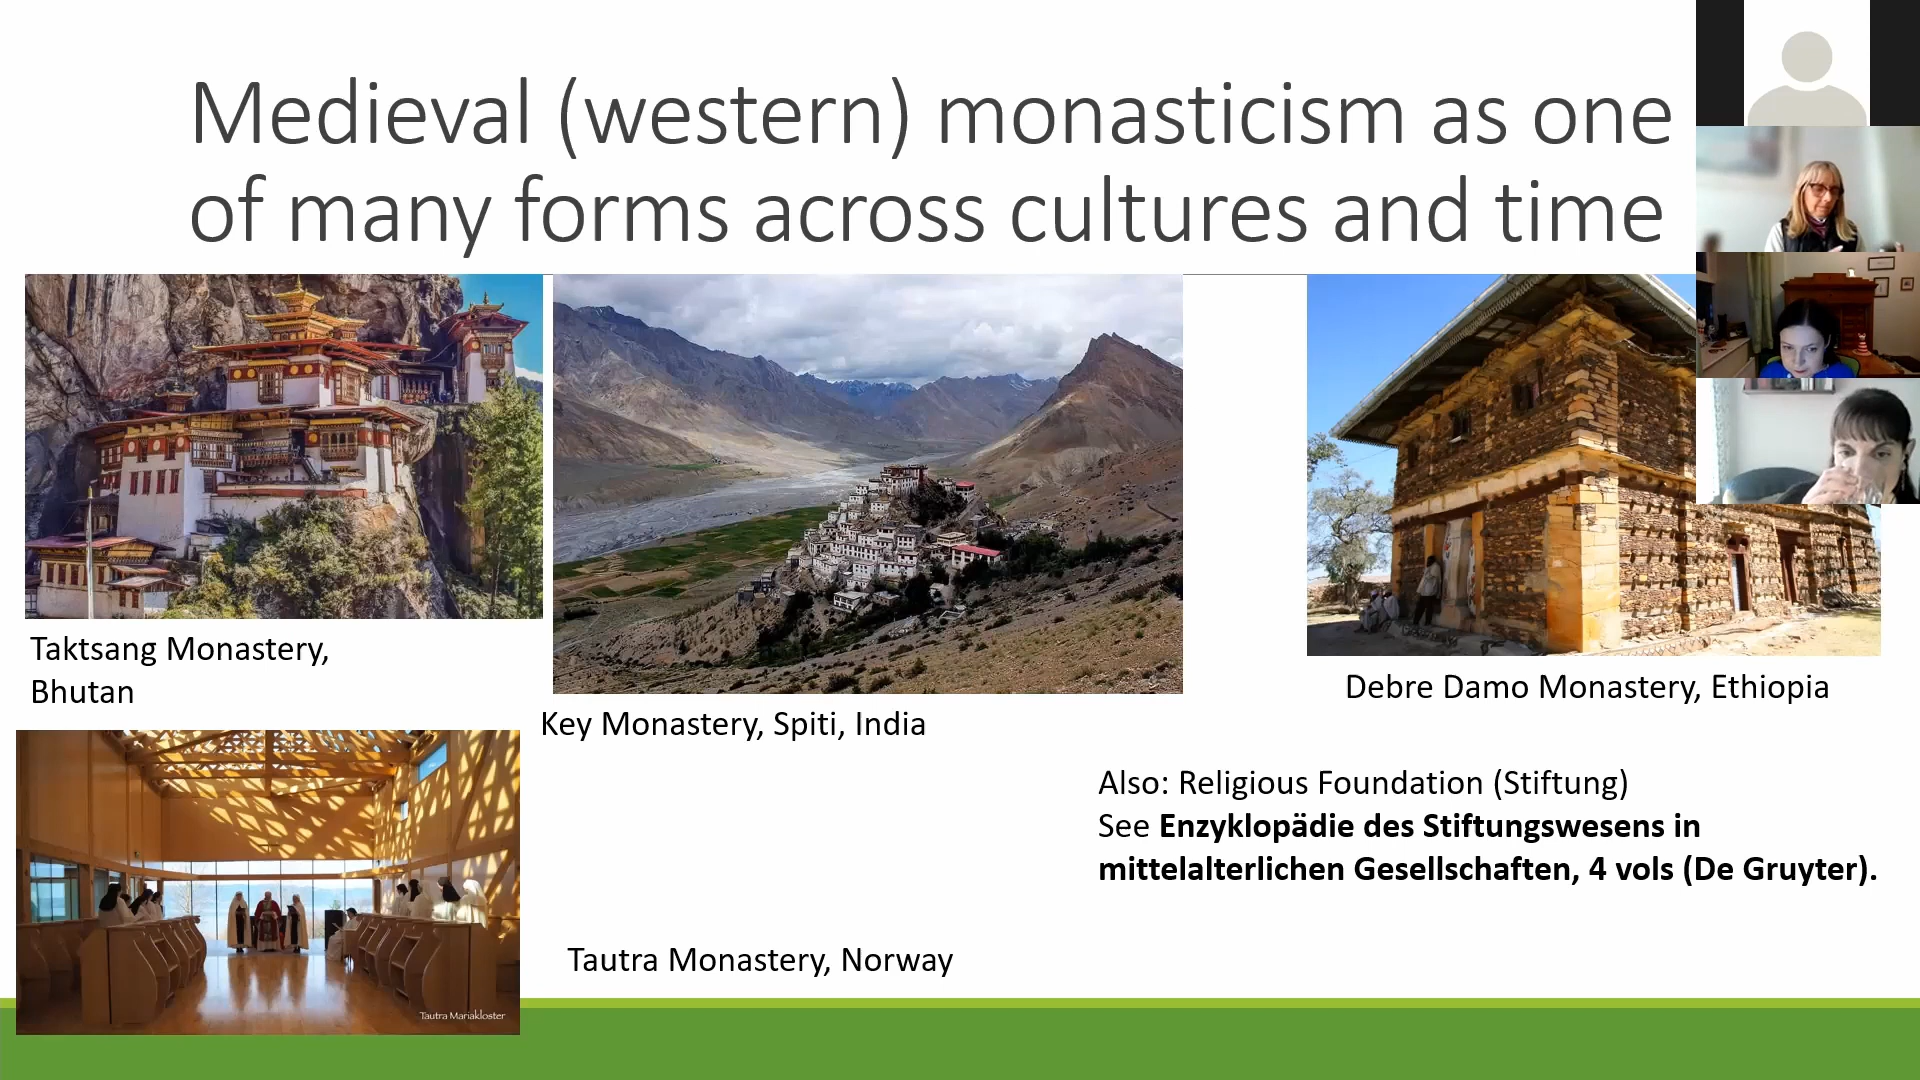 Medieval (western) monasticism as one
of many forms across cultures and time
Taktsang Monastery,
Bhutan
Key Monastery, Spiti, India
Debre Damo Monastery, Ethiopia
Also: Religious Foundation (Stiftung)
See Enzyklopädie des Stiftungswesens in
mittelalterlichen Gesellschaften, 4 vols (De Gruyter).
Tautra Monastery, Norway
Tautra Mariakloster